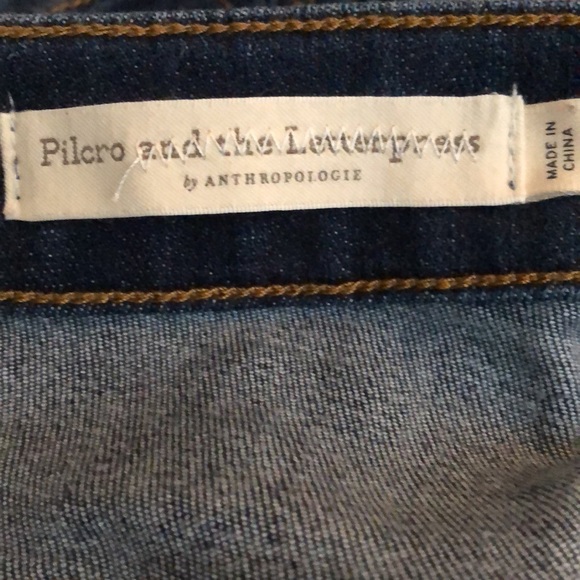 Pilcro and the Letterpress
by ANTHROPOLOGIE
MADE IN
CHINA